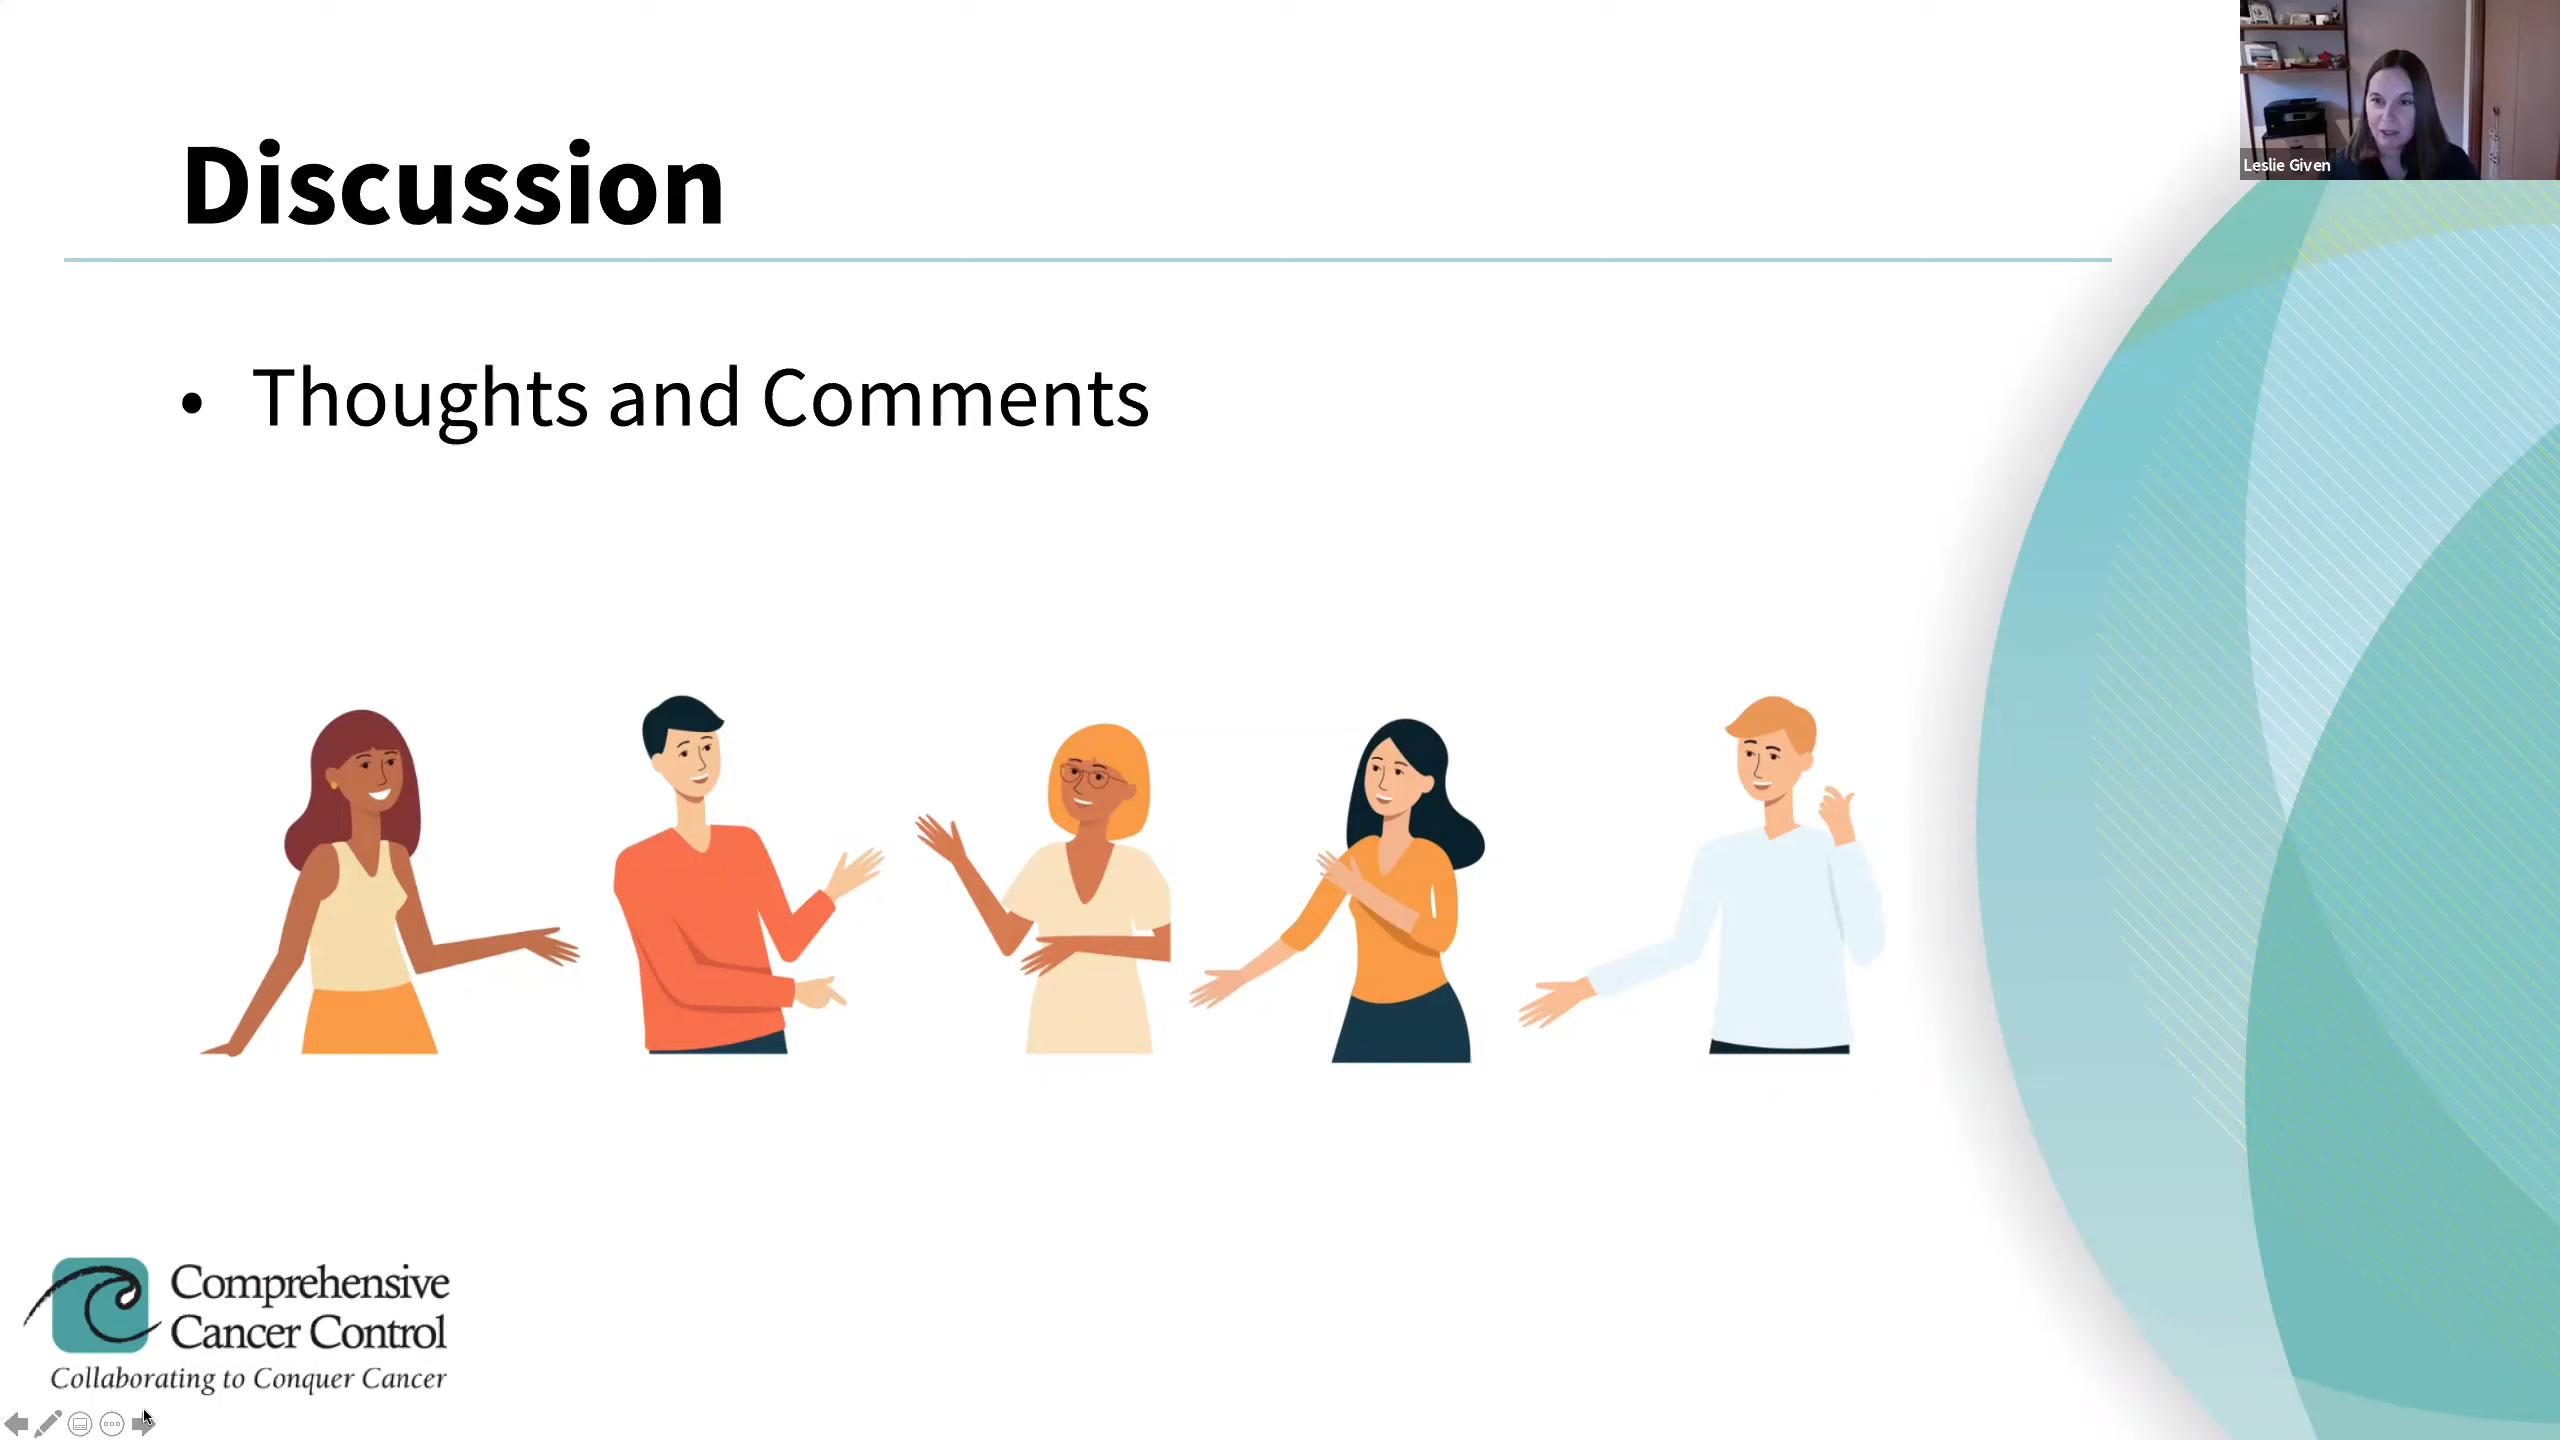 Discussion
• Thoughts and Comments
Leslie Given
Comprehensive
Cancer Control
Collaborating to Conquer Cancer